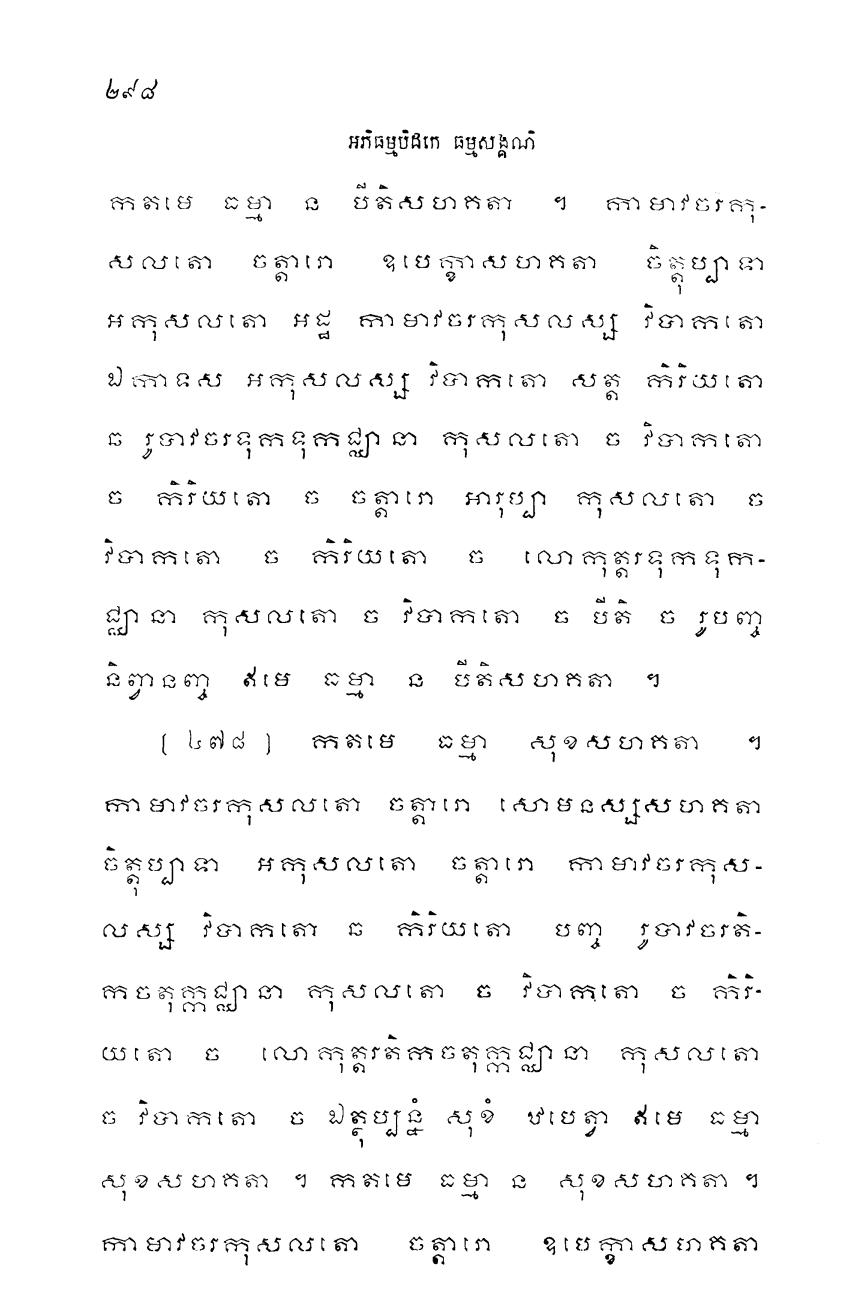 ២៩៨
អភិធម្មបិដកេ ធម្មសង្គណិ
កតមេ ធម្មា ន បីតិសហគតា ។ កាមាវចរកុ-
សលតោ ចត្តារោ ឧបេក្ខាសហគតា ចិត្តុប្បាទា
អកុសលតោ អដ្ឋ កាមាវចរកុសលស្ស វិបាកតោ
ឯកាទស អកុសលស្ស វិបាកតោ សត្ត កិរិយតោ
ឆ រូបាវចរទុកទុកជ្ឈានា កុសលតោ ច វិបាកតោ
ច កិរិយតោ ច ចត្តារោ អារុប្បា កុសលតោ ច
វិបាកតោ ច កិរិយតោ ច លោកុត្តរទុកទុក-
ជ្ឈានា កុសលតោ ច វិបាកតោ ច បីតិ ច រូបញ្ច
និព្វានញ្ច ឥមេ ធម្មា ន បីតិសហគតា ។
[ ៤៧៨ ] កតមេ ធម្មា សុខសហគតា ។
កាមាវចរកុសលតោ ចត្តារោ សោមនស្សសហគតា
ចិត្តុប្បាទា អកុសលតោ ចត្តារោ កាមាវចរកុស-
លស្ស វិបាកតោ ឆ កិរិយតោ បញ្ច រូបាវចរតិ-
កចតុក្កជ្ឈានា កុសលតោ ច វិបាកតោ ច កិរិ-
យតោ ច លោកុត្តរតិកចតុក្កជ្ឈានា កុសលតោ
ច វិបាកតោ ច ឯត្ថុប្បន្នំ សុខំ ឋបេត្វា ឥមេ ធម្មា
សុខសហគតា ។ កតមេ ធម្មា ន សុខសហគតា ។
កាមាវចរកុសលតោ ចត្តារោ ឧបេក្ខាសហគតា